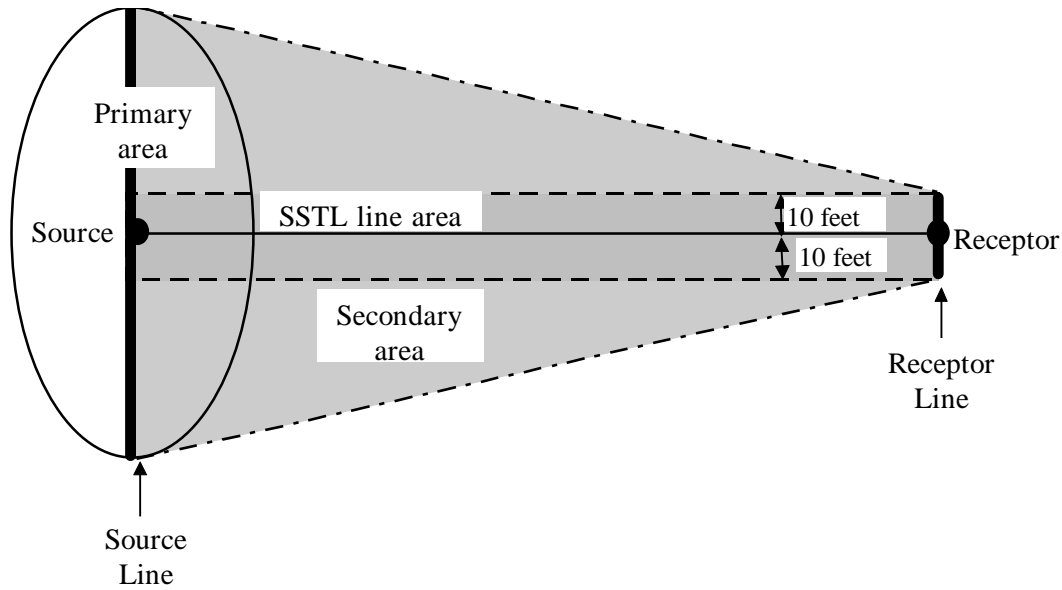 Primary
area
SSTL line area
10 feet
Source
Receptor
10 feet
Secondary
area
Receptor
Line
Source
Line